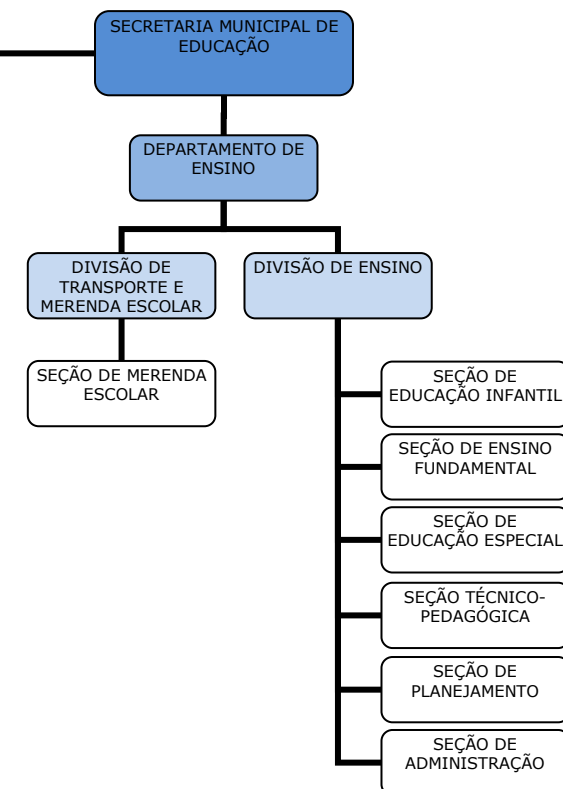 SECRETARIA MUNICIPAL DE
EDUCAÇÃO
DEPARTAMENTO DE
ENSINO
DIVISÃO DE
TRANSPORTE E
MERENDA ESCOLAR
DIVISÃO DE ENSINO
SEÇÃO DE MERENDA
ESCOLAR
SEÇÃO DE
EDUCAÇÃO INFANTIL
SEÇÃO DE ENSINO
FUNDAMENTAL
SEÇÃO DE
EDUCAÇÃO ESPECIAL
SEÇÃO TÉCNICO-
PEDAGÓGICA
SEÇÃO DE
PLANEJAMENTO
SEÇÃO DE
ADMINISTRAÇÃO